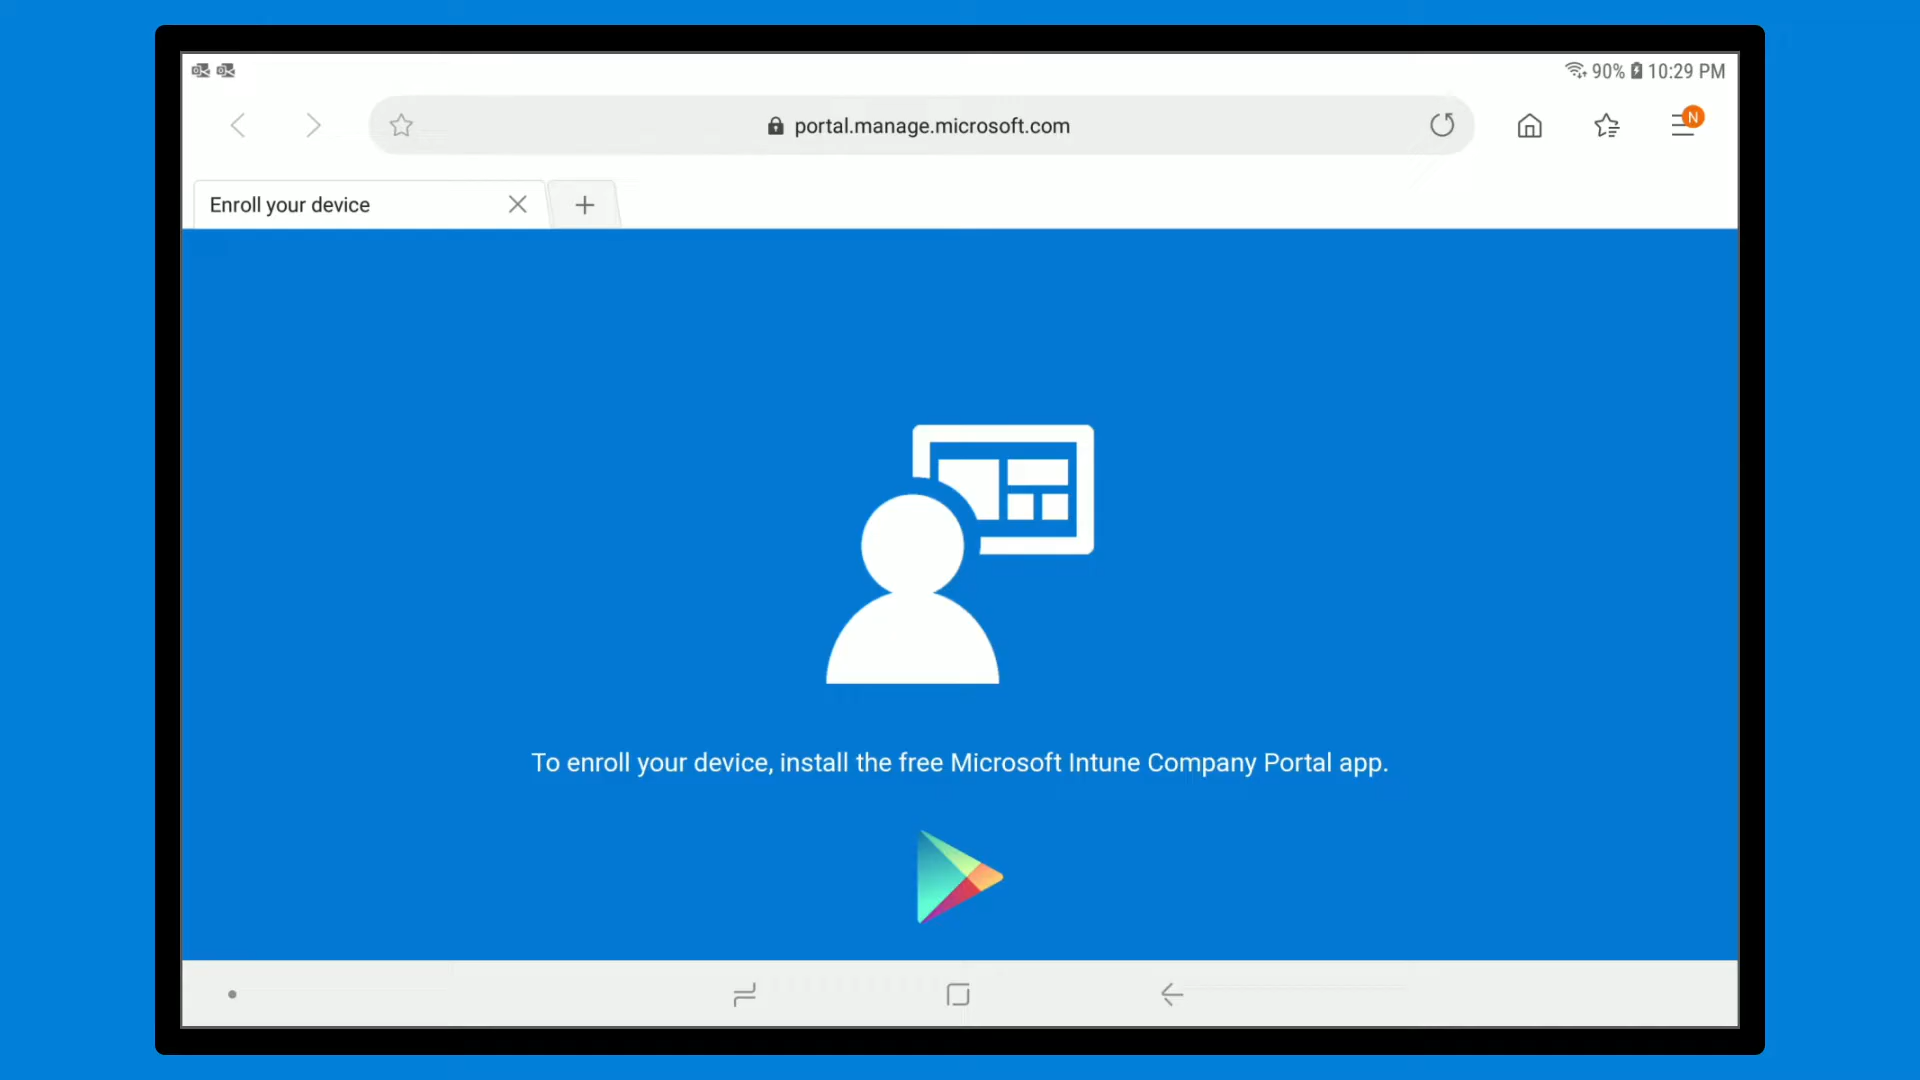 90% 10:29 PM
portal.manage.microsoft.com
N
Enroll your device
To enroll your device, install the free Microsoft Intune Company Portal app.